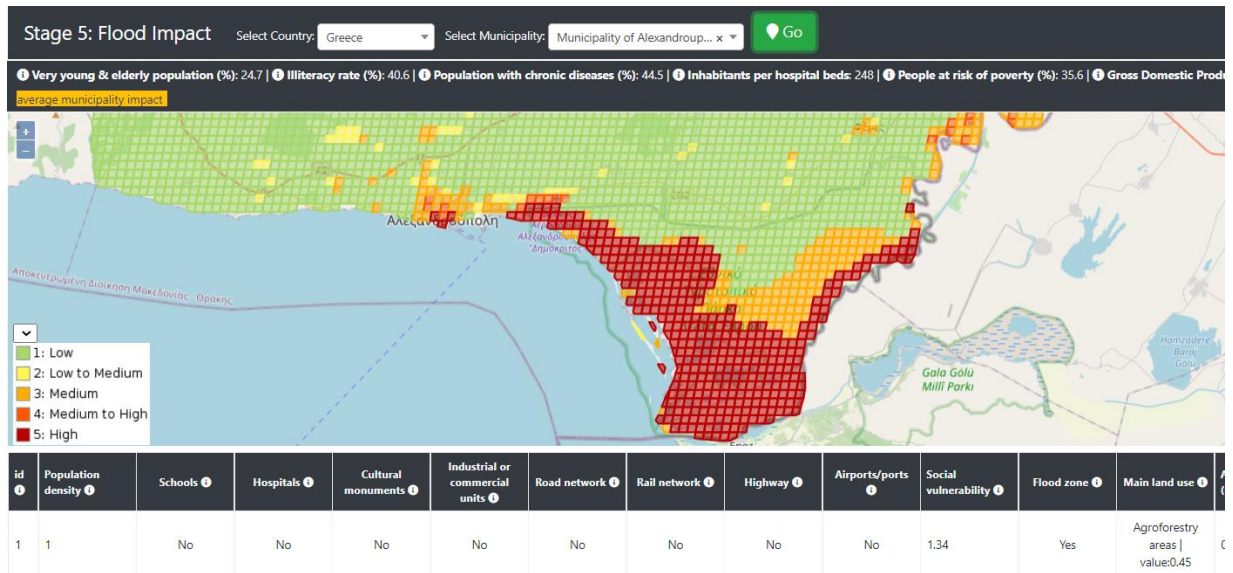 Stage 5: Flood Impact Select Country: Greece Select Municipality: Municipality of Alexandroup... × Go
Very young & elderly population (%): 24.7 | Illiteracy rate (%): 40.6 | Population with chronic diseases (%): 44.5 | Inhabitants per hospital beds: 248 | People at risk of poverty (%): 35.6 | Gross Domestic Produ
average municipality impact
+
−
Αλεξανδρούπολη
"Δημόκριτος"
Αποκεντρωμένη Διοίκηση Μακεδονίας - Θράκης
Hamzadere
Baraj
Gölü
Gala Gölü
Milli Parkı
1: Low
2: Low to Medium
3: Medium
4: Medium to High
5: High
id Population density Schools Hospitals Cultural monuments Industrial or commercial units Road network Rail network Highway Airports/ports Social vulnerability Flood zone Main land use
1 1 No No No No No No No No 1.34 Yes Agroforestry areas | value:0.45